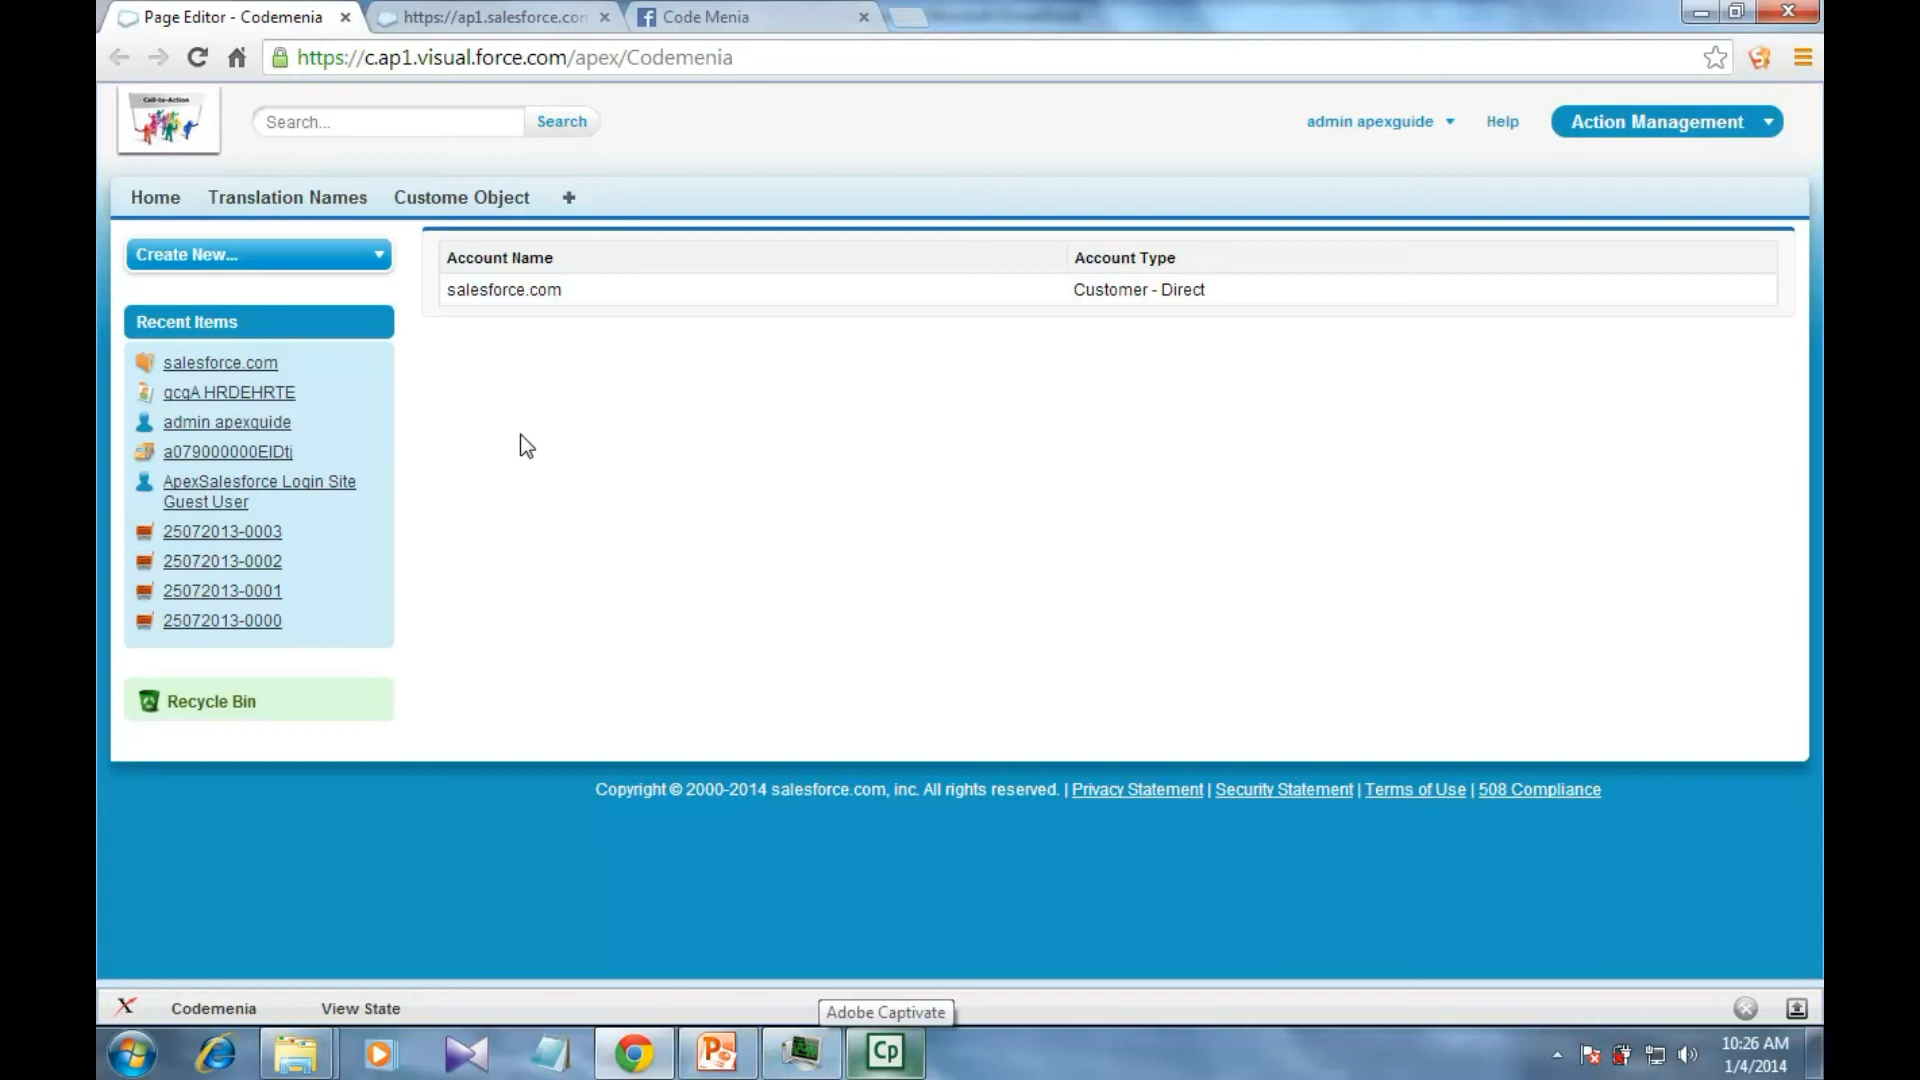 Page Editor - Codemenia
https://ap1.salesforce.con
Code Menia
https://c.ap1.visual.force.com/apex/Codemenia
Call-to-Action
Search...
Search
admin apexguide
Help
Action Management
Home
Translation Names
Custome Object
Create New...
Account Name
Account Type
salesforce.com
Customer - Direct
Recent Items
salesforce.com
gcgA HRDEHRTE
admin apexguide
ApexSalesforce Login Site
Guest User
25072013-0003
25072013-0002
25072013-0001
25072013-0000
Recycle Bin
Copyright © 2000-2014 salesforce.com, inc. All rights reserved. | Privacy Statement | Security Statement | Terms of Use | 508 Compliance
Codemenia
View State
Adobe Captivate
Cp
10:26 AM
1/4/2014